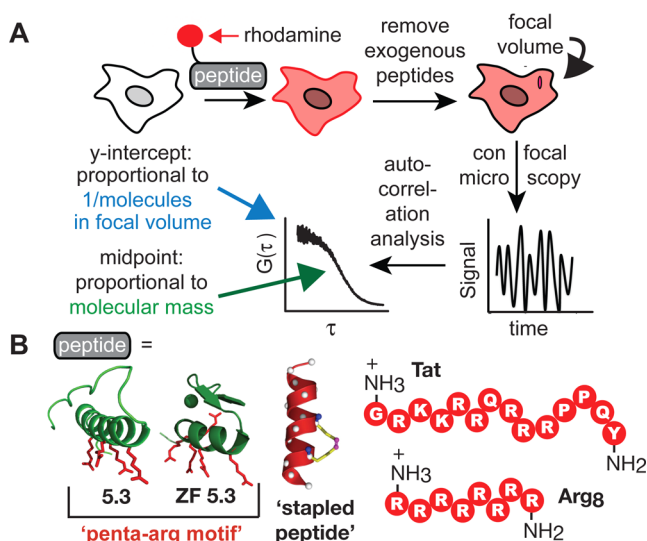 A
rhodamine
peptide
remove
exogenous
peptides
focal
volume
y-intercept:
proportional to
1/molecules
in focal volume
midpoint:
proportional to
molecular mass
G(τ)
τ
auto-
correl-
ation
analysis
con focal
micro scopy
Signal
time
B
peptide =
5.3
ZF 5.3
'penta-arg motif'
'stapled
peptide'
+
NH3
Tat
G R K K R R Q R R R P P Q Y
NH2
+
NH3
Arg8
R R R R R R R R
NH2